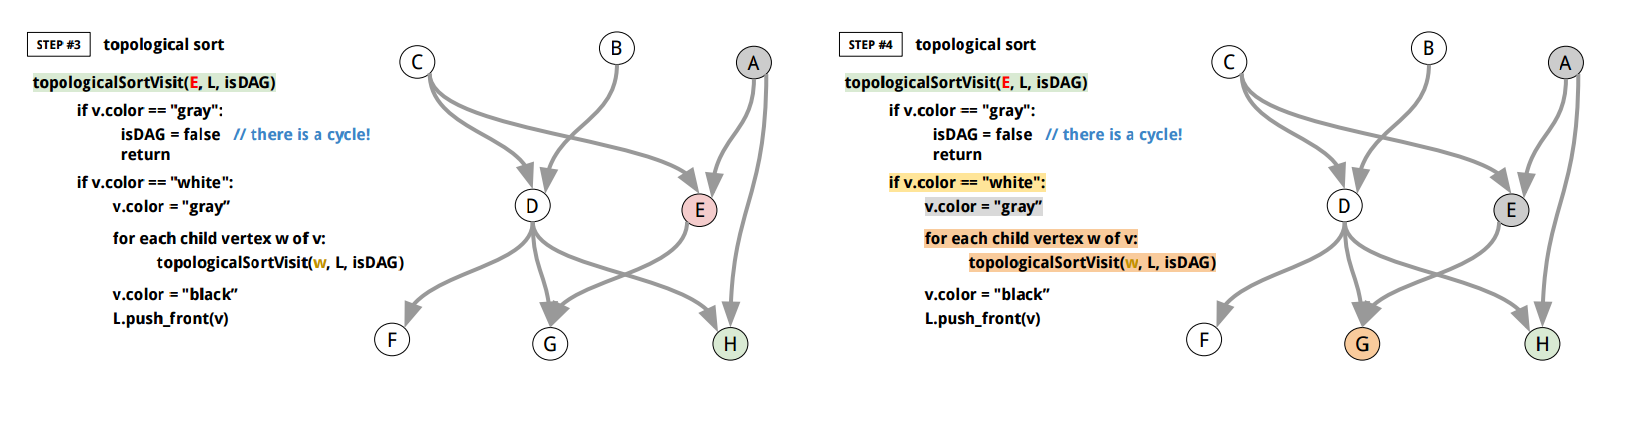 STEP #3 topological sort
topologicalSortVisit(E, L, isDAG)
if v.color == "gray":
isDAG = false // there is a cycle!
return
if v.color == "white":
v.color = "gray”
for each child vertex w of v:
topologicalSortVisit(w, L, isDAG)
v.color = "black”
L.push_front(v)
C
B
A
D
E
F
G
H
STEP #4 topological sort
topologicalSortVisit(E, L, isDAG)
if v.color == "gray":
isDAG = false // there is a cycle!
return
if v.color == "white":
v.color = "gray”
for each child vertex w of v:
topologicalSortVisit(w, L, isDAG)
v.color = "black”
L.push_front(v)
C
B
A
D
E
F
G
H